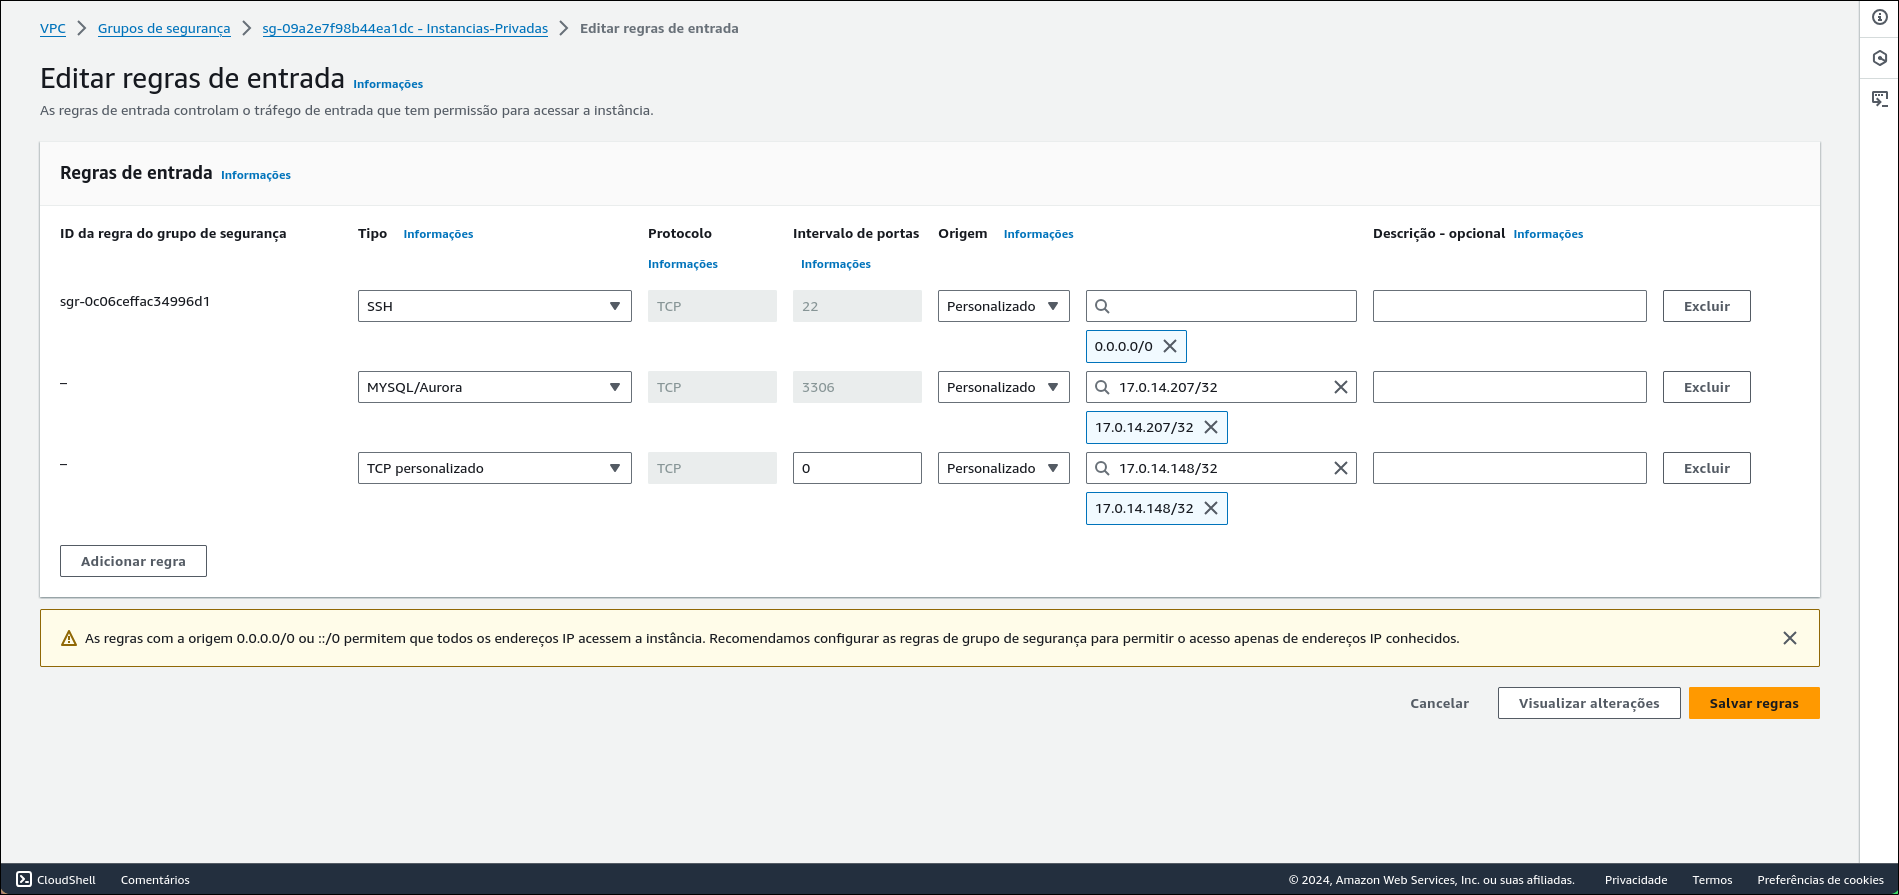 VPC > Grupos de segurança > sg-09a2e7f98b44ea1dc - Instancias-Privadas > Editar regras de entrada
Editar regras de entrada Informações
As regras de entrada controlam o tráfego de entrada que tem permissão para acessar a instância.
Regras de entrada Informações
ID da regra do grupo de segurança Tipo Informações Protocolo Intervalo de portas Origem Informações Descrição - opcional Informações
Informações Informações
sgr-0c06ceffac34996d1 SSH TCP 22 Personalizado Excluir
0.0.0.0/0
– MYSQL/Aurora TCP 3306 Personalizado 17.0.14.207/32 Excluir
17.0.14.207/32
– TCP personalizado TCP 0 Personalizado 17.0.14.148/32 Excluir
17.0.14.148/32
Adicionar regra
As regras com a origem 0.0.0.0/0 ou ::/0 permitem que todos os endereços IP acessem a instância. Recomendamos configurar as regras de grupo de segurança para permitir o acesso apenas de endereços IP conhecidos.
Cancelar Visualizar alterações Salvar regras
CloudShell Comentários © 2024, Amazon Web Services, Inc. ou suas afiliadas. Privacidade Termos Preferências de cookies